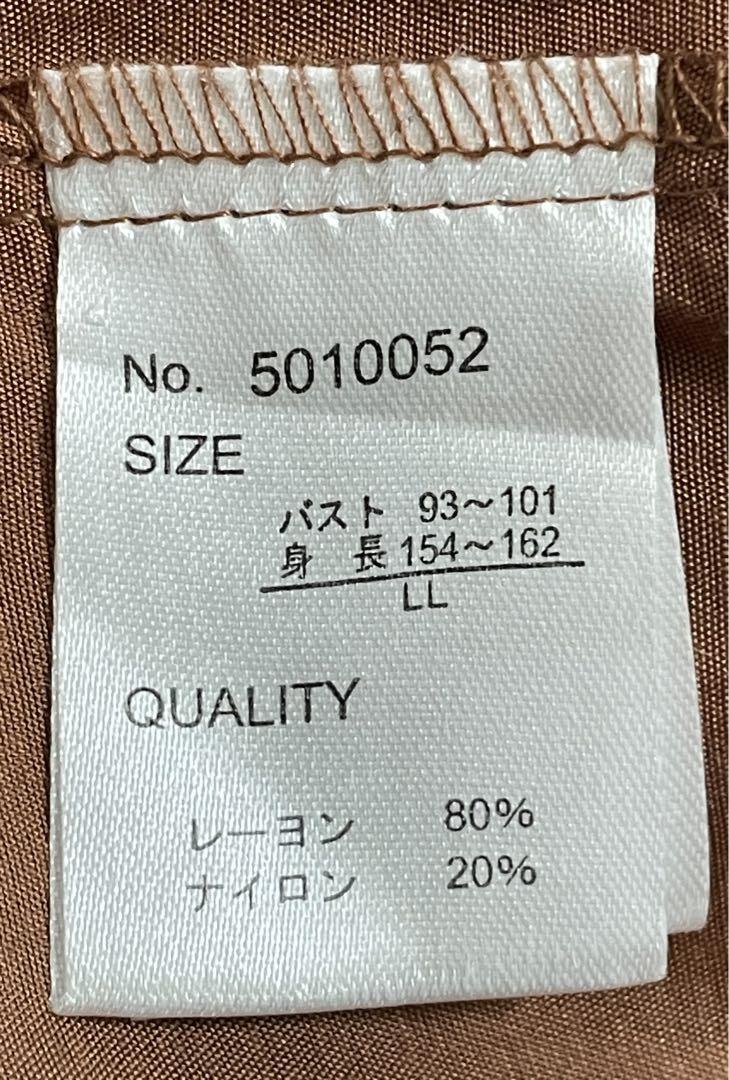 No. 5010052
SIZE
バスト 93～101
身 長 154～162
LL
QUALITY
レーヨン 80%
ナイロン 20%